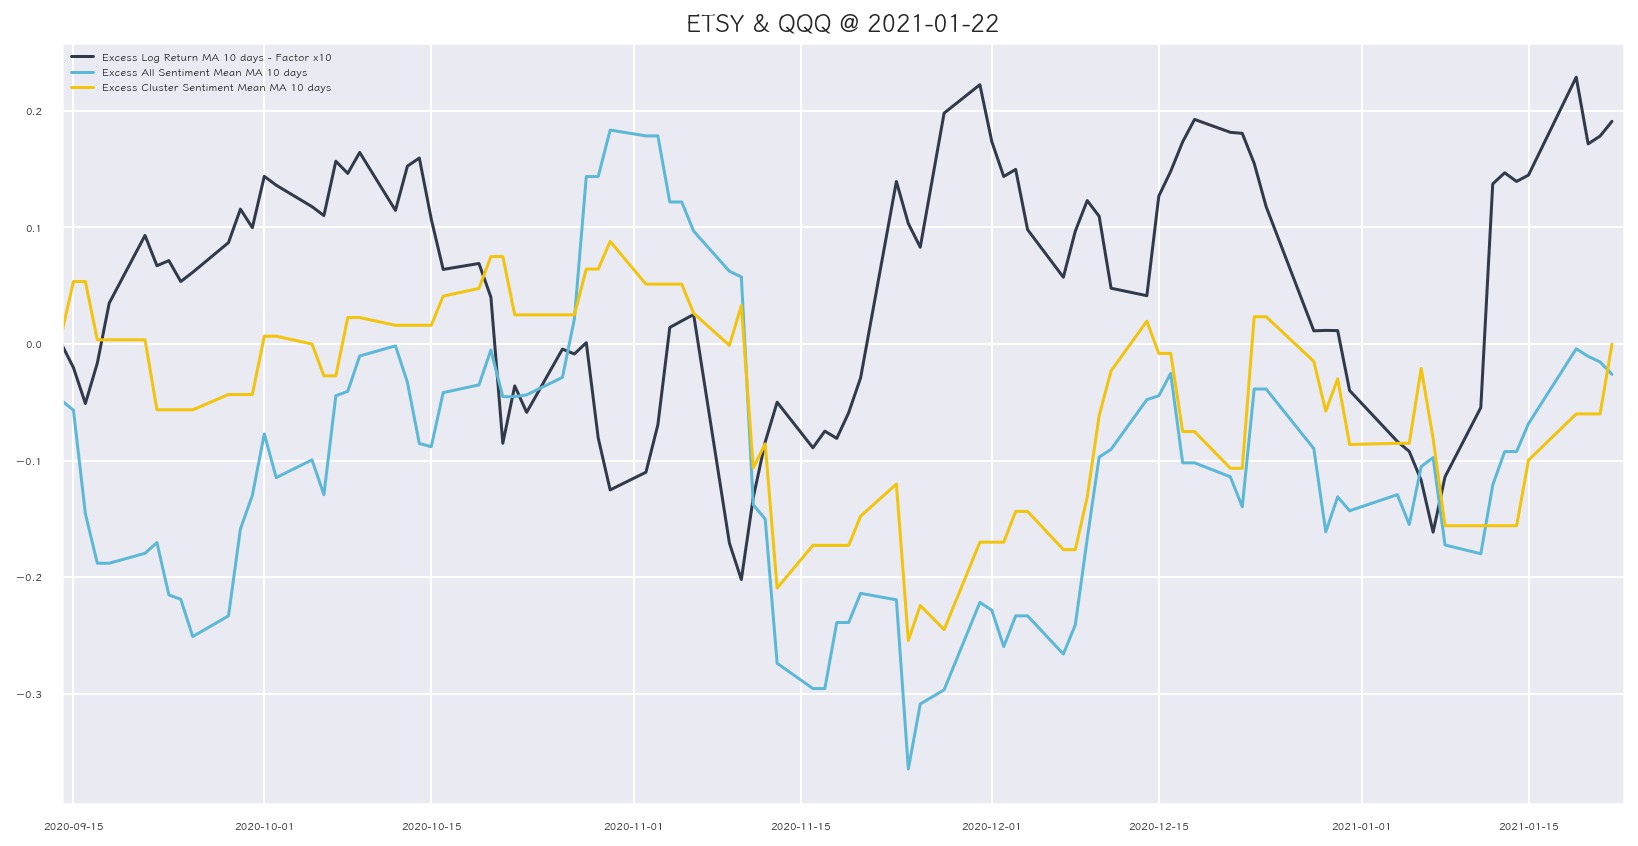 ETSY & QQQ @ 2021-01-22
Excess Log Return MA 10 days - Factor x10
Excess All Sentiment Mean MA 10 days
Excess Cluster Sentiment Mean MA 10 days
0.2
0.1
0.0
−0.1
−0.2
−0.3
2020-09-15 2020-10-01 2020-10-15 2020-11-01 2020-11-15 2020-12-01 2020-12-15 2021-01-01 2021-01-15